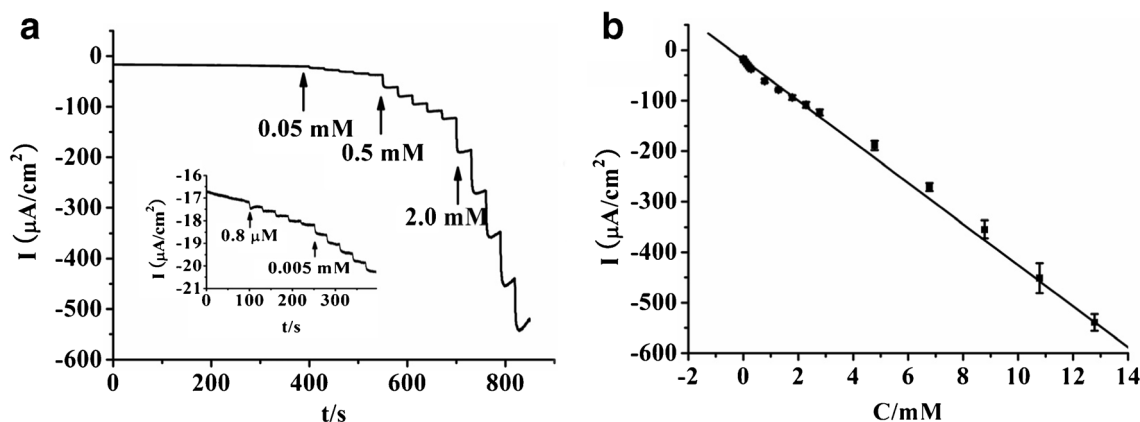 a
0
-100
-200
-300
-400
-500
-600
I (μA/cm²)
0.05 mM
0.5 mM
2.0 mM
-16
-17
-18
-19
-20
-21
I (μA/cm²)
0.8 μM
0.005 mM
0 100 200 300
t/s
0 200 400 600 800
t/s
b
0
-100
-200
-300
-400
-500
-600
I (μA/cm²)
-2 0 2 4 6 8 10 12 14
C/mM